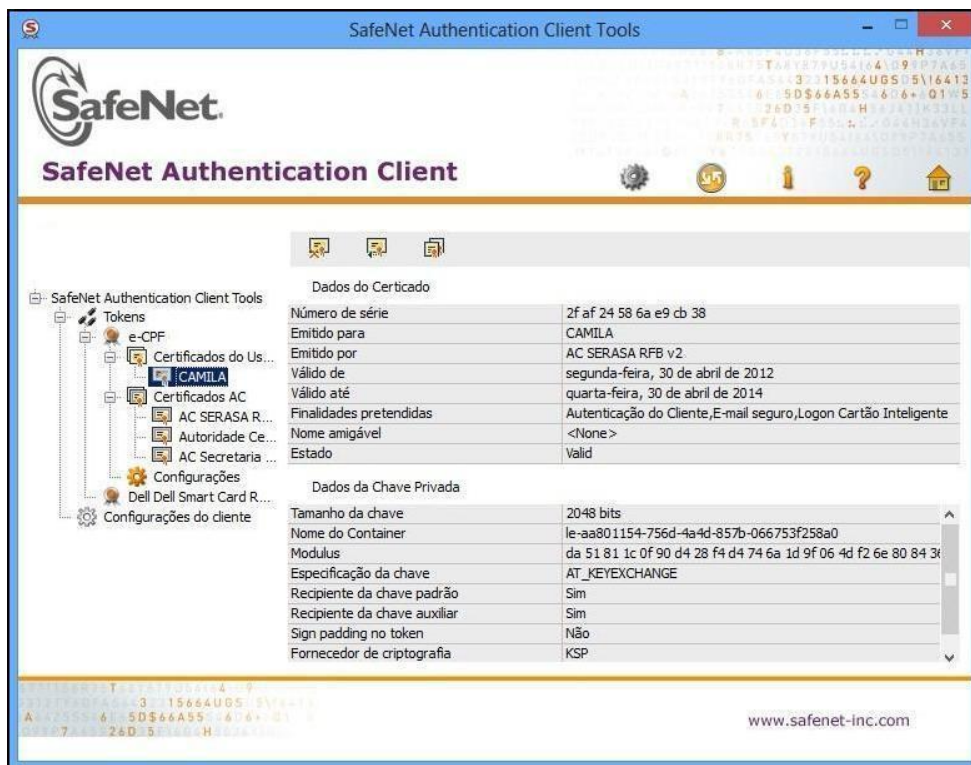 SafeNet Authentication Client Tools
SafeNet.
SafeNet Authentication Client
SafeNet Authentication Client Tools
Tokens
e-CPF
Certificados do Us...
CAMILA
Certificados AC
AC SERASA R...
Autoridade Ce...
AC Secretaria ...
Configurações
Dell Dell Smart Card R...
Configurações do cliente
Dados do Certicado
Número de série 2f af 24 58 6a e9 cb 38
Emitido para CAMILA
Emitido por AC SERASA RFB v2
Válido de segunda-feira, 30 de abril de 2012
Válido até quarta-feira, 30 de abril de 2014
Finalidades pretendidas Autenticação do Cliente,E-mail seguro,Logon Cartão Inteligente
Nome amigável <None>
Estado Valid
Dados da Chave Privada
Tamanho da chave 2048 bits
Nome do Container le-aa801154-756d-4a4d-857b-066753f258a0
Modulus da 51 81 1c 0f 90 d4 28 f4 d4 74 6a 1d 9f 06 4d f2 6e 80 84
Especificação da chave AT_KEYEXCHANGE
Recipiente da chave padrão Sim
Recipiente da chave auxiliar Sim
Sign padding no token Não
Fornecedor de criptografia KSP
www.safenet-inc.com